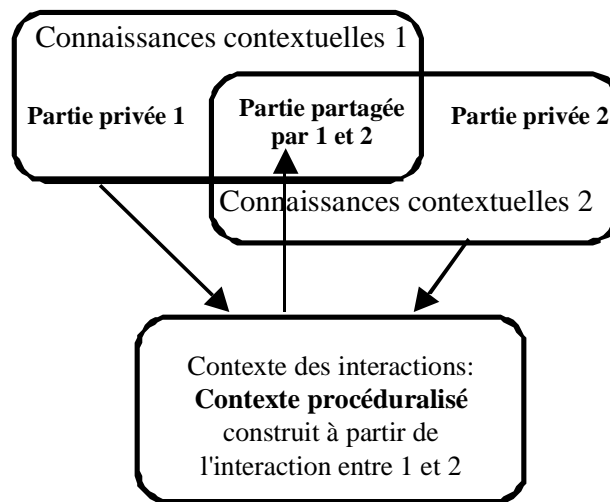 Connaissances contextuelles 1
Partie privée 1
Partie partagée
par 1 et 2
Partie privée 2
Connaissances contextuelles 2
Contexte des interactions:
Contexte procéduralisé
construit à partir de
l'interaction entre 1 et 2